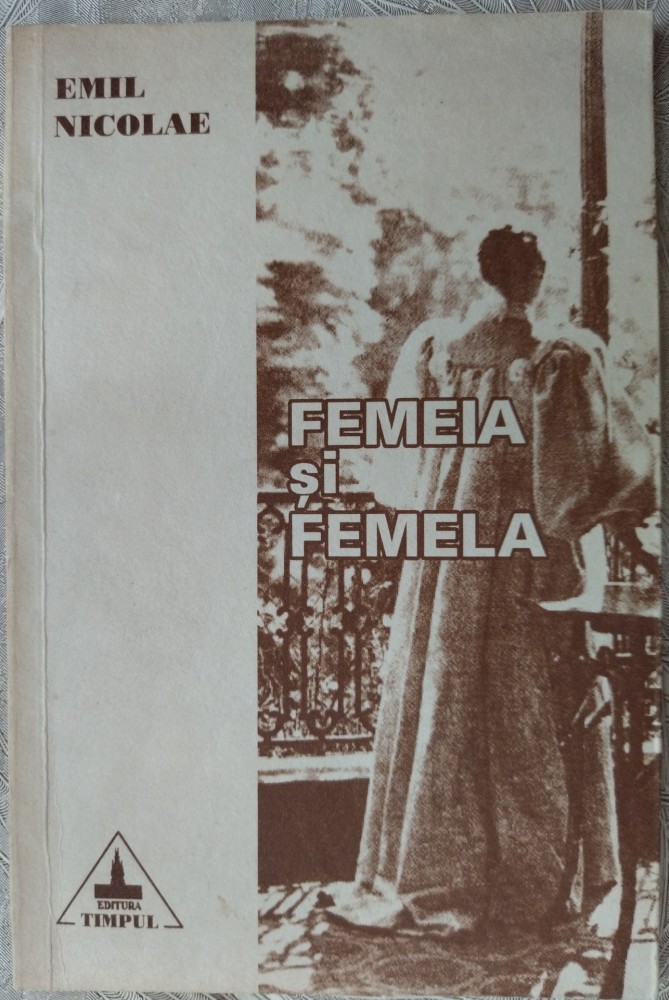 EMIL
NICOLAE
FEMEIA
și
FEMELA
EDITURA
TIMPUL